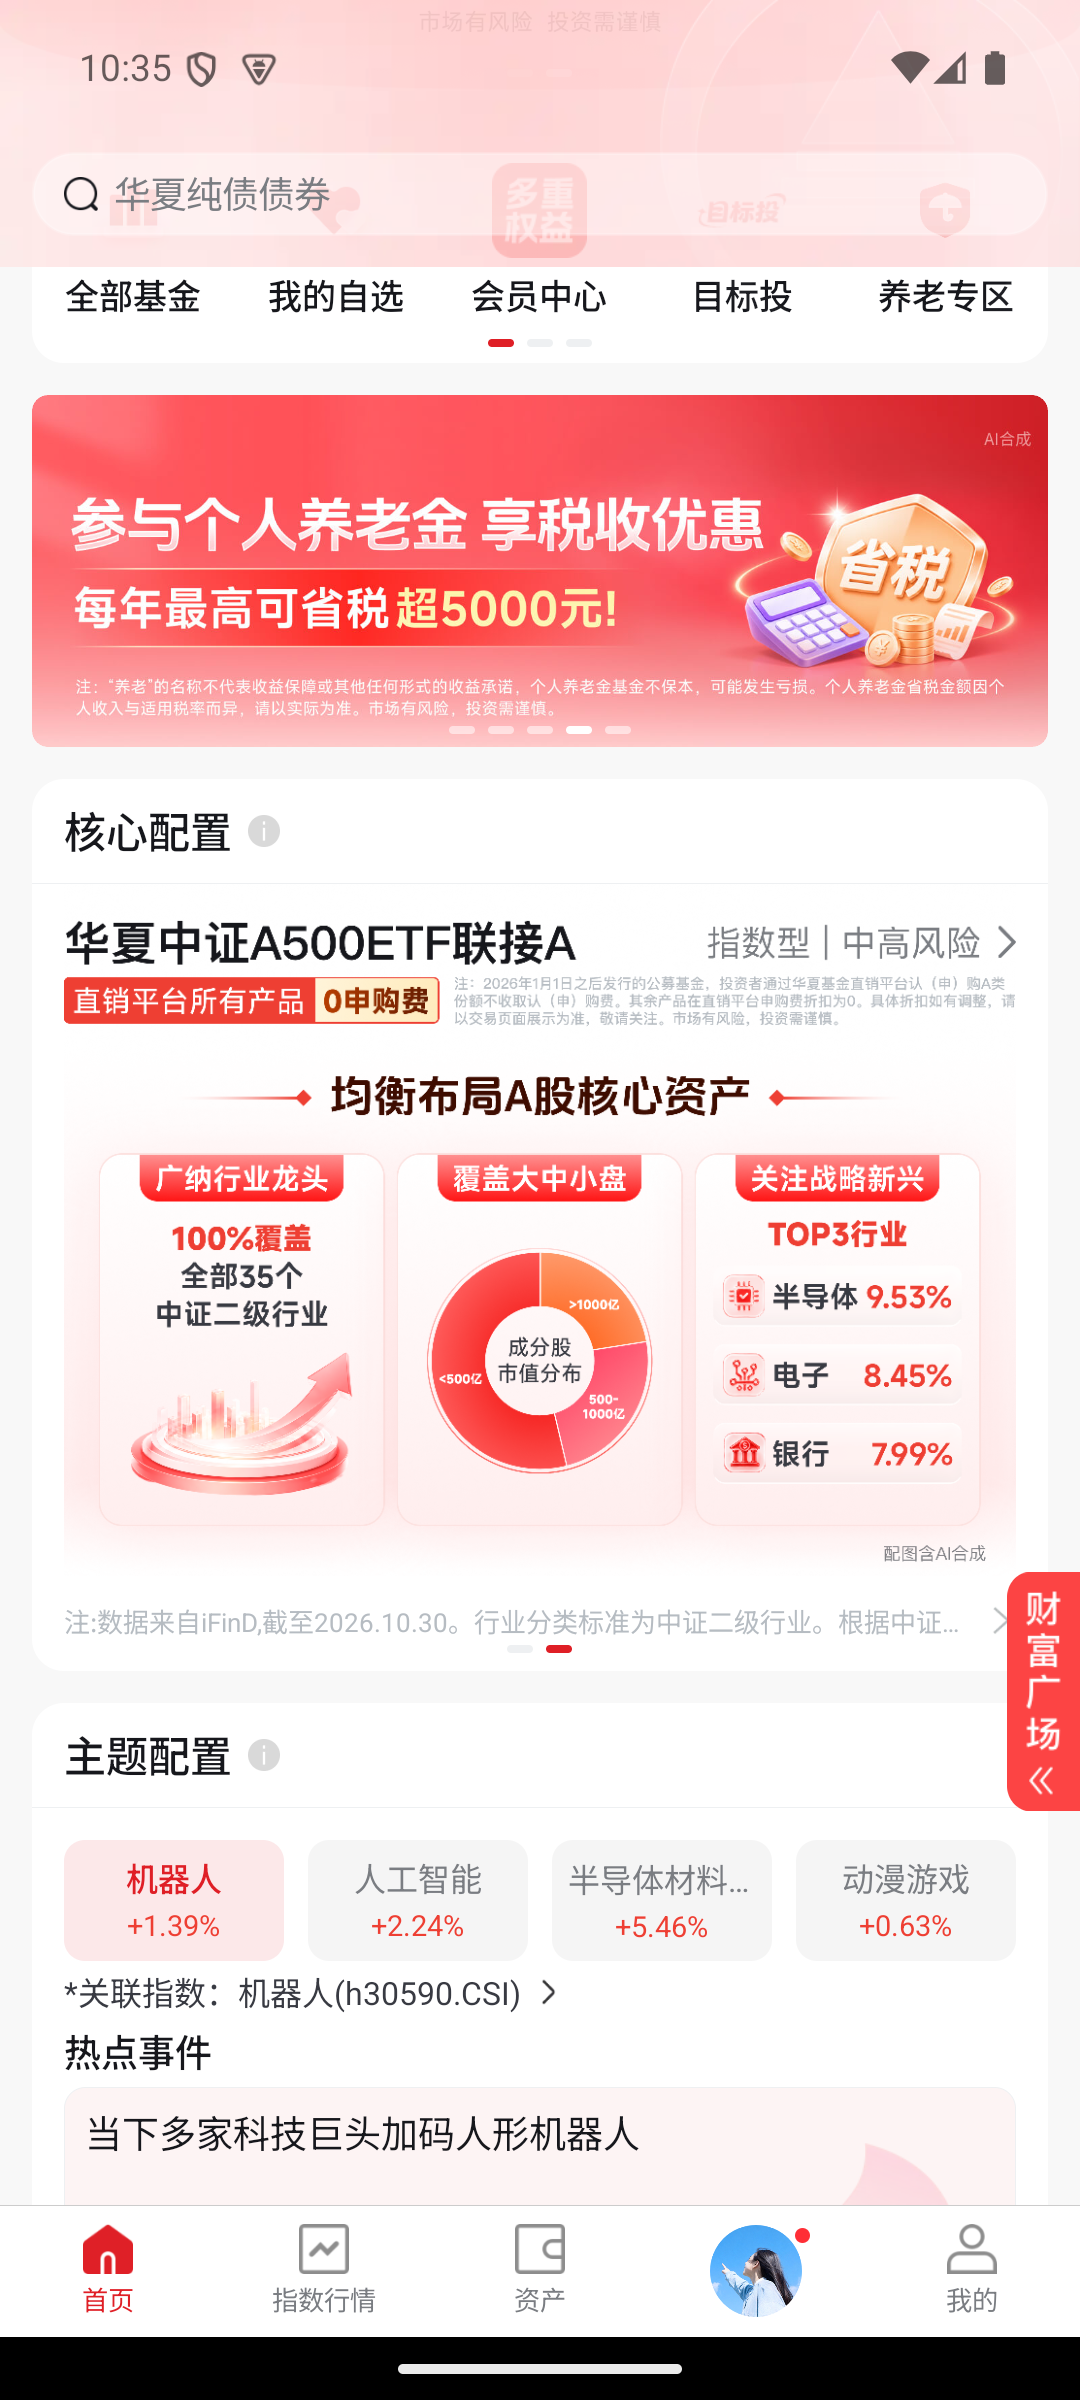 市场有风险 投资需谨慎
10:35
华夏纯债债券
多重
权益
目标投
全部基金
我的自选
会员中心
目标投
养老专区
AI合成
参与个人养老金 享税收优惠
每年最高可省税超5000元!
省税
注：“养老”的名称不代表收益保障或其他任何形式的收益承诺，个人养老金基金不保本，可能发生亏损。个人养老金省税金额因个
人收入与适用税率而异，请以实际为准。市场有风险，投资需谨慎。
核心配置
华夏中证A500ETF联接A
指数型 | 中高风险
直销平台所有产品 0申购费
注：2026年1月1日之后发行的公募基金，投资者通过华夏基金直销平台认（申）购A类
份额不收取认（申）购费。其余产品在直销平台申购费折扣为0。具体折扣如有调整，请
以交易页面展示为准，敬请关注。市场有风险，投资需谨慎。
均衡布局A股核心资产
广纳行业龙头
100%覆盖
全部35个
中证二级行业
覆盖大中小盘
>1000亿
成分股
市值分布
<500亿
500-
1000亿
关注战略新兴
TOP3行业
半导体 9.53%
电子 8.45%
银行 7.99%
配图含AI合成
注:数据来自iFinD,截至2026.10.30。行业分类标准为中证二级行业。根据中证...
财富广场
主题配置
机器人
+1.39%
人工智能
+2.24%
半导体材料...
+5.46%
动漫游戏
+0.63%
*关联指数：机器人(h30590.CSI)
热点事件
当下多家科技巨头加码人形机器人
首页
指数行情
资产
我的